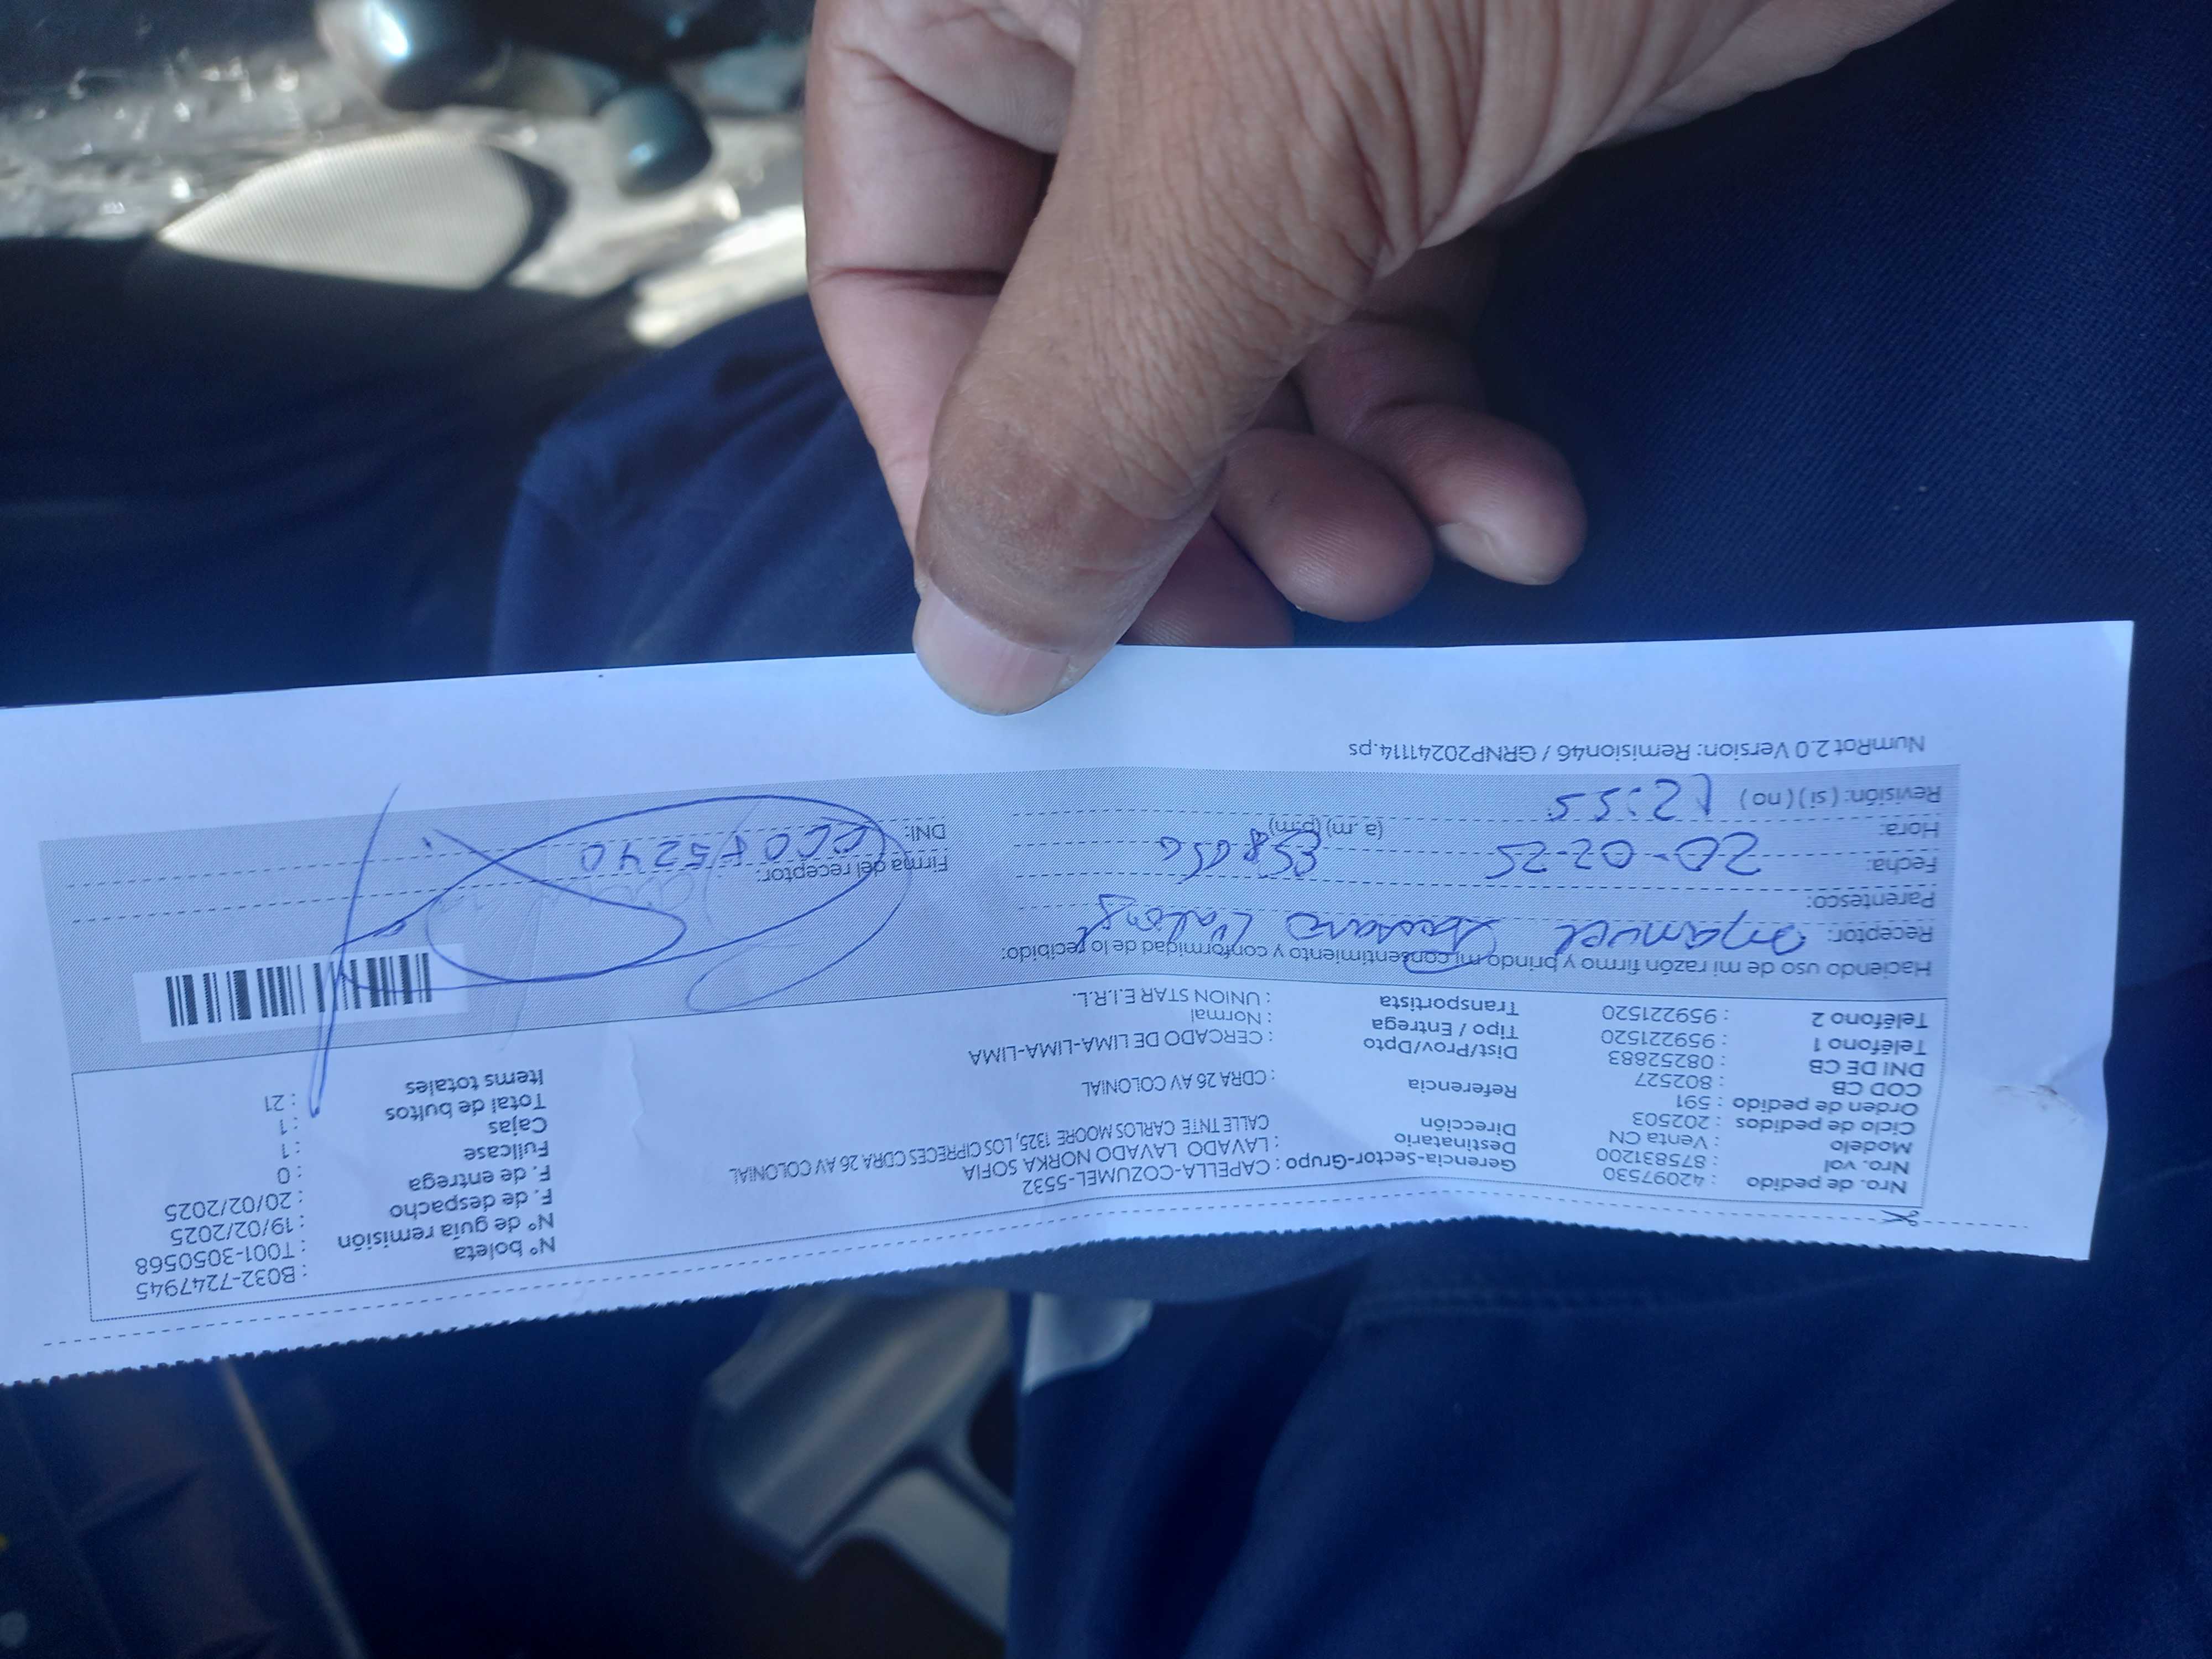 Nro. de pedido : 42097530
Nro. vol : 875831200
Modelo : Venta CN
Ciclo de pedidos : 202503
Orden de pedido : 591
COD CB : 802527
DNI DE CB : 08252883
Teléfono 1 : 959221520
Teléfono 2 : 959221520
Gerencia-Sector-Grupo : CAPELLA-COZUMEL-5532
Destinatario : LAVADO LAVADO NORKA SOFIA
Dirección CALLE TNTE CARLOS MOORE 1325, LOS CIPRECES CDRA 26 AV COLONIAL
Referencia : CDRA 26 AV COLONIAL
Dist/Prov/Dpto : CERCADO DE LIMA-LIMA-LIMA
Tipo / Entrega : Normal
Transportista : UNION STAR E.I.R.L.
N° boleta : B032-7247945
N° de guía remisión : T001-3050568
F. de despacho : 19/02/2025
F. de entrega : 20/02/2025
Fullcase : 0
Cajas : 1
Total de bultos : 1
Items totales : 21
Haciendo uso de mi razón firmo y brindo mi consentimiento y conformidad de lo recibido:
Receptor: Manuel
Parentesco:
Fecha: 20-02-25
Hora: (a.m) (p.m)
Revisión: ( si ) ( no ) 12:55
Firma del receptor:
DNI:
NumRot 2.0 Version: Remision46 / GRNP20241114.ps